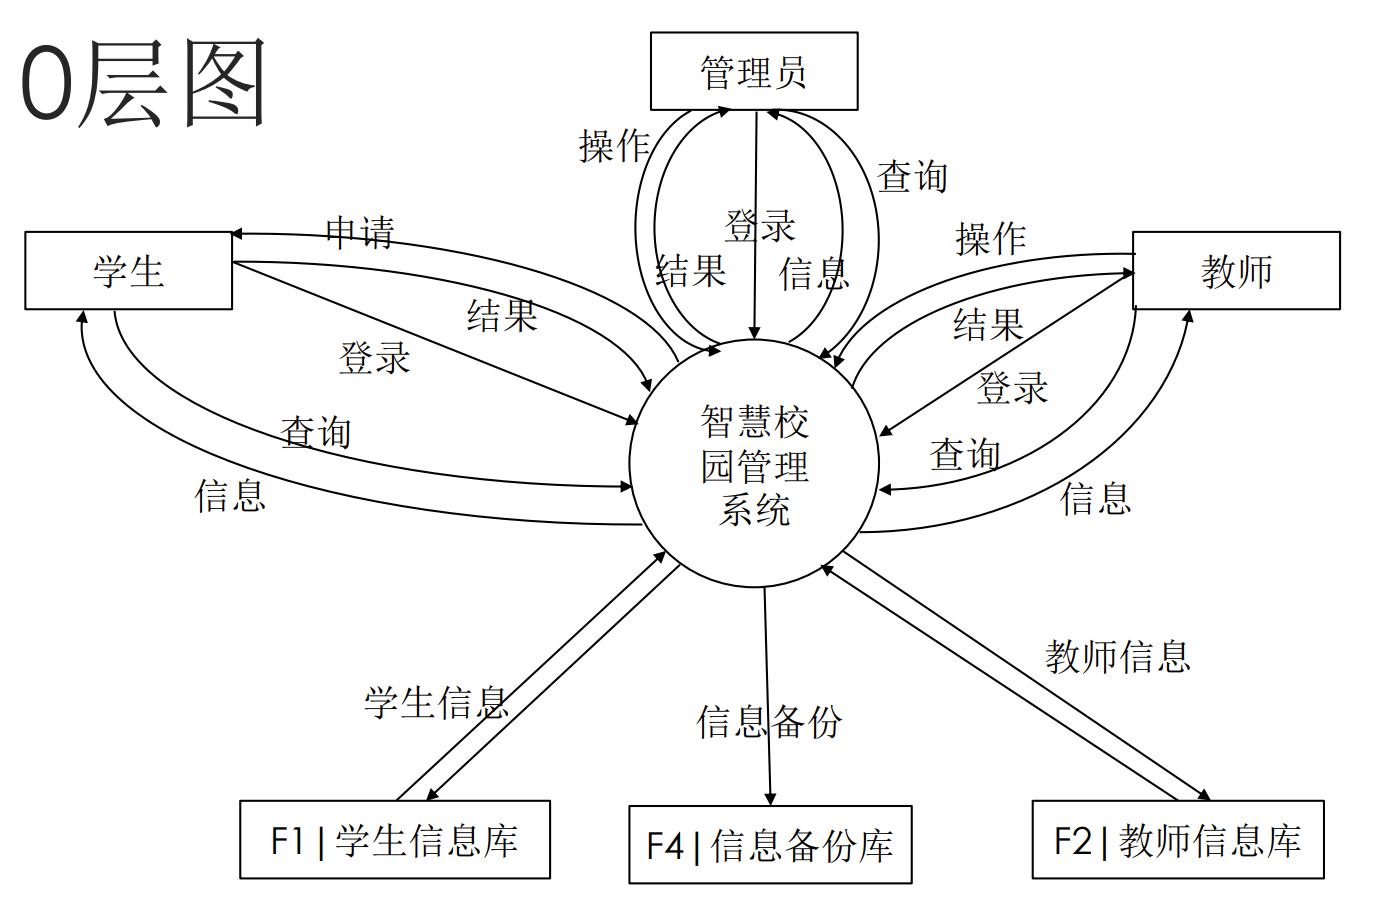 0层图
管理员
操作
查询
登录
结果
信息
学生
申请
结果
登录
查询
信息
教师
操作
结果
登录
查询
信息
智慧校
园管理
系统
学生信息
信息备份
教师信息
F1|学生信息库
F4|信息备份库
F2|教师信息库